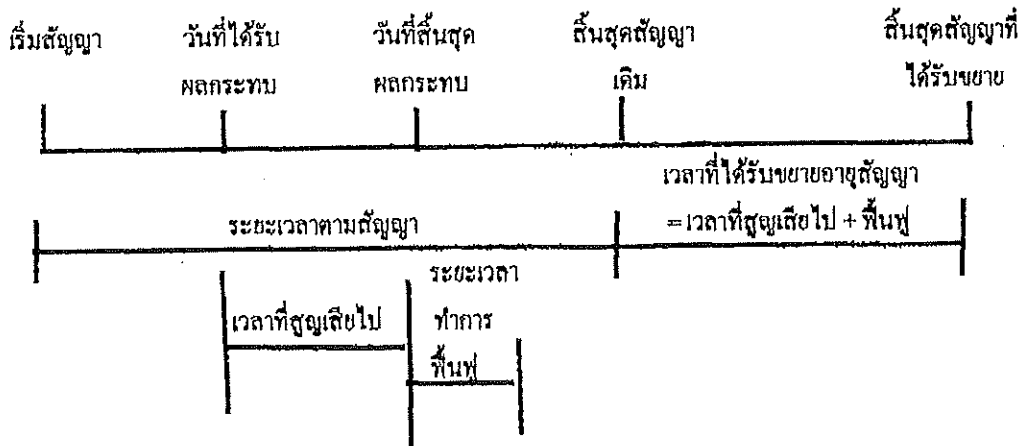 เริ่มสัญญา
วันที่ได้รับ
ผลกระทบ
วันที่สิ้นสุด
ผลกระทบ
สิ้นสุดสัญญา
เดิม
สิ้นสุดสัญญาที่
ได้รับขยาย
เวลาที่ได้รับขยายอายุสัญญา
=เวลาที่สูญเสียไป + ฟื้นฟู
ระยะเวลาตามสัญญา
เวลาที่สูญเสียไป
ระยะเวลา
ทำการ
ฟื้นฟู